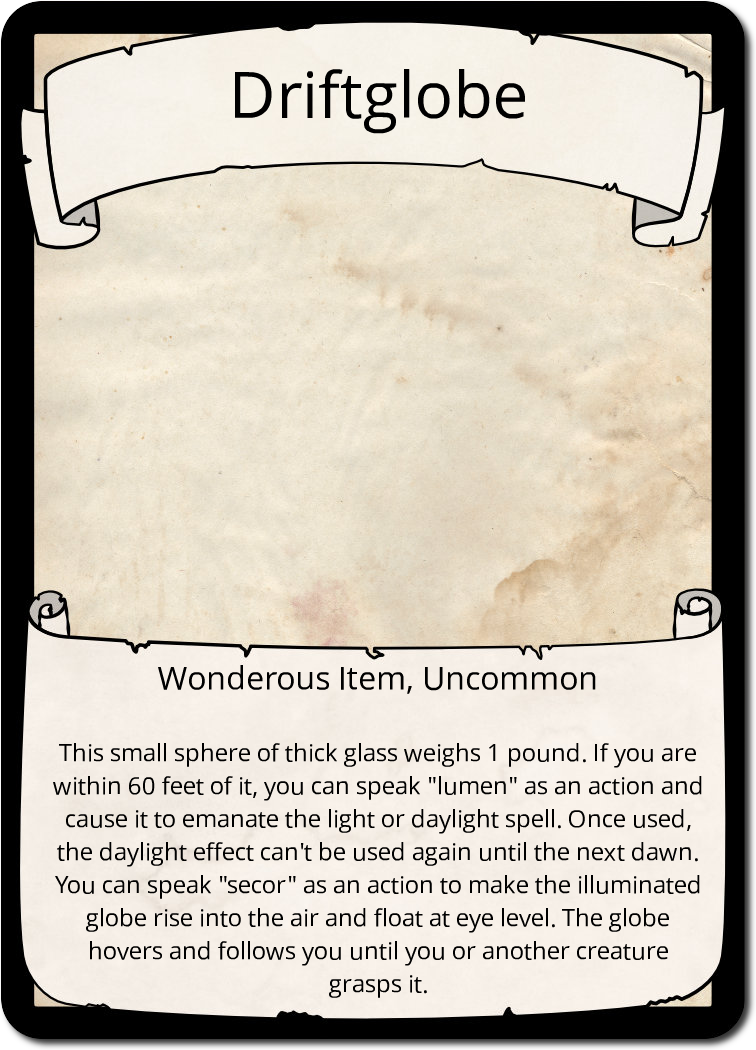 Driftglobe
Wonderous Item, Uncommon
This small sphere of thick glass weighs 1 pound. If you are
within 60 feet of it, you can speak "lumen" as an action and
cause it to emanate the light or daylight spell. Once used,
the daylight effect can't be used again until the next dawn.
You can speak "secor" as an action to make the illuminated
globe rise into the air and float at eye level. The globe
hovers and follows you until you or another creature
grasps it.